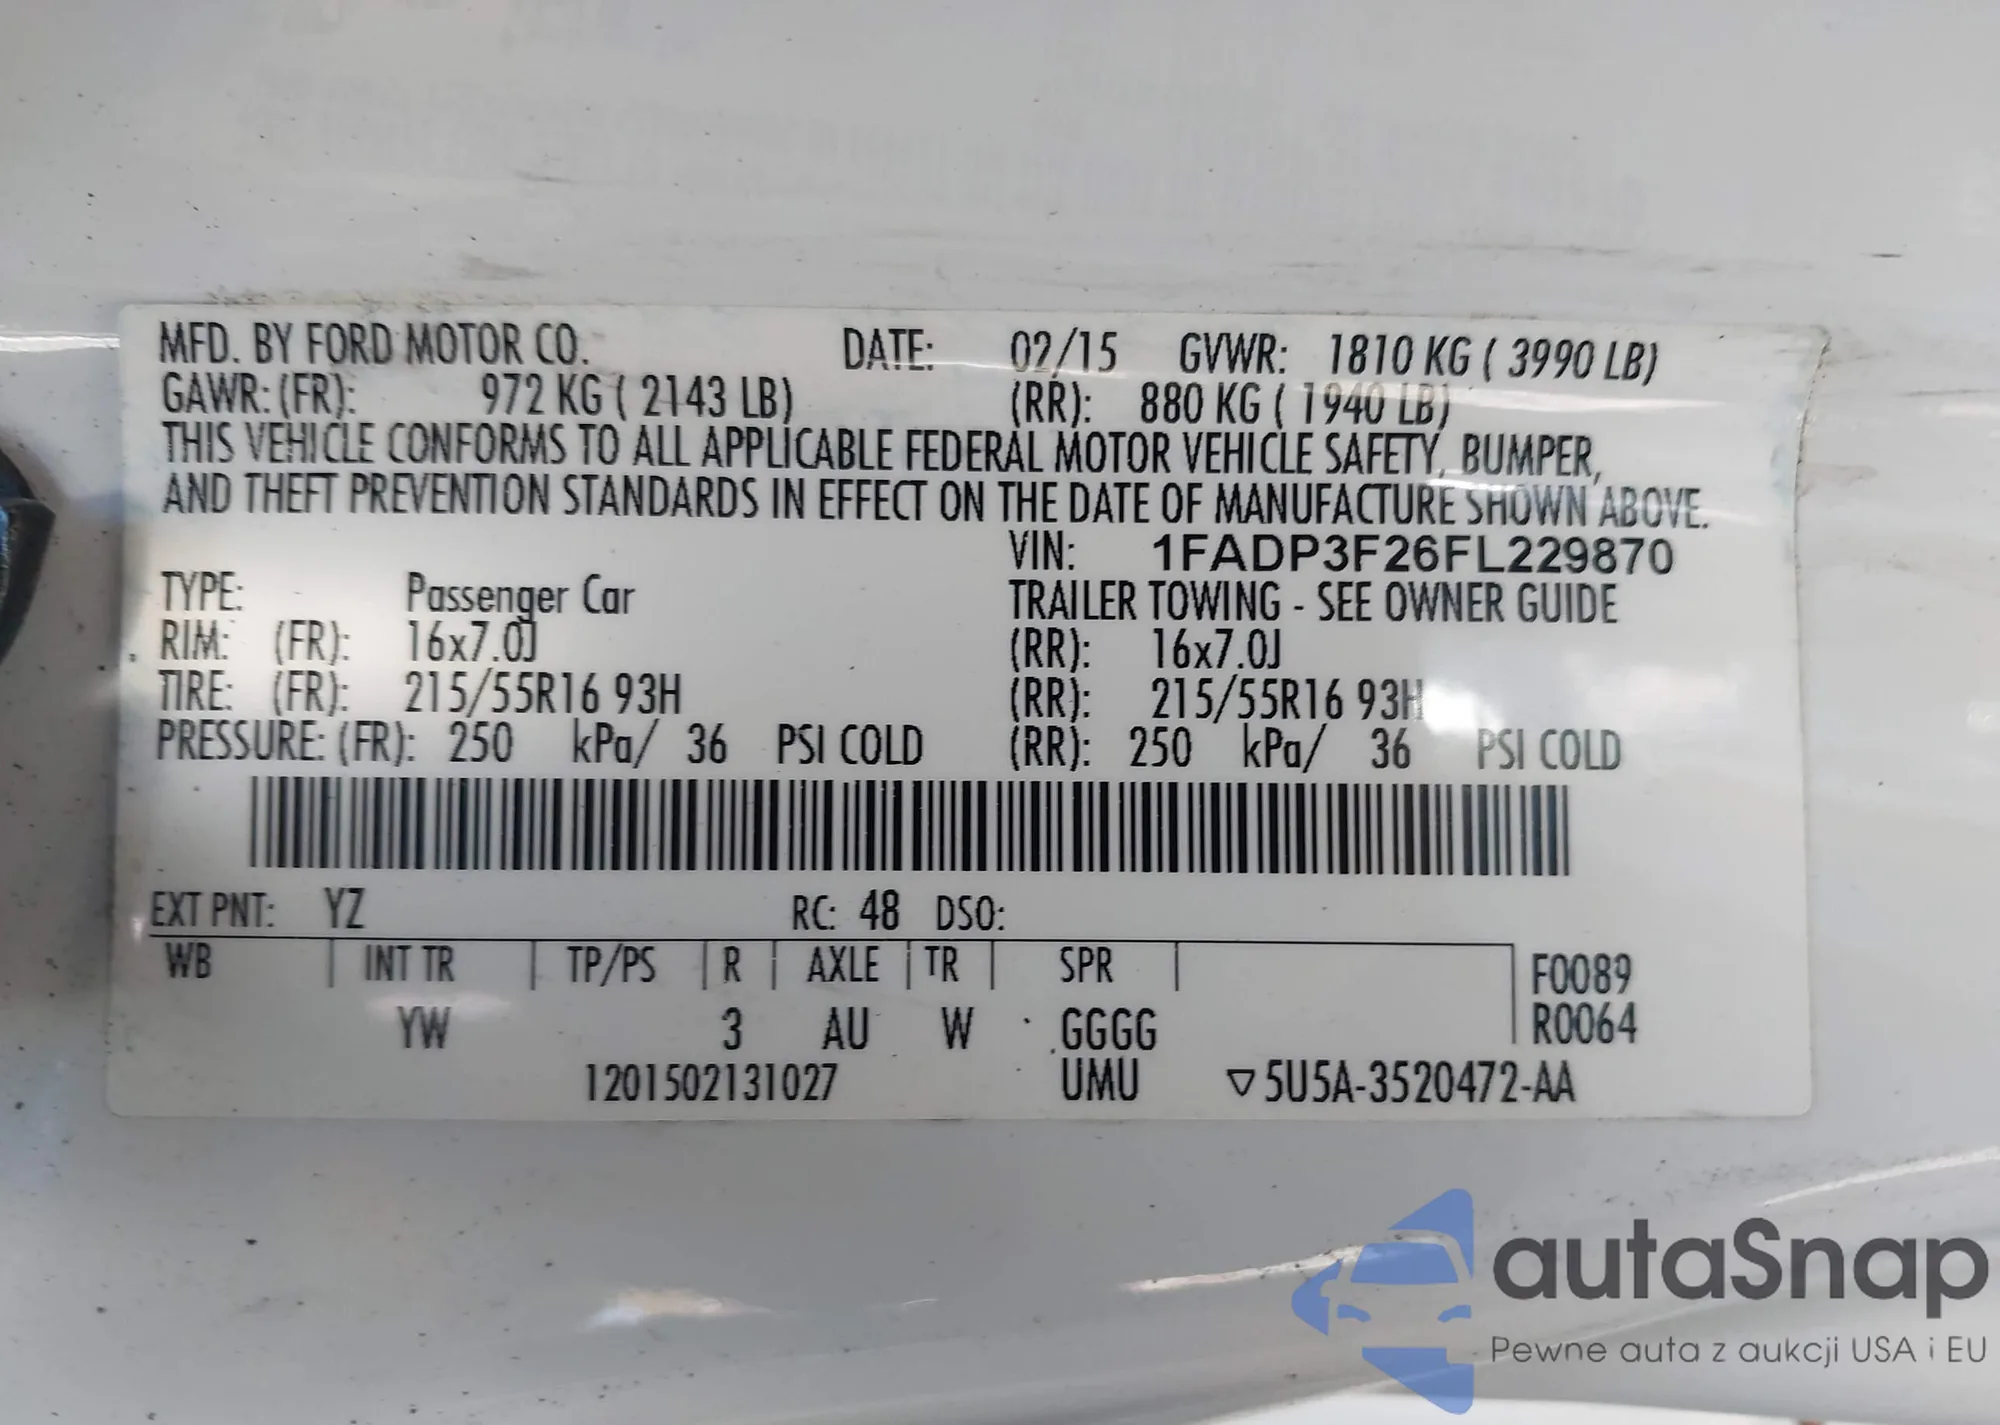 MFD. BY FORD MOTOR CO. DATE: 02/15 GVWR: 1810 KG ( 3990 LB)
GAWR: (FR): 972 KG ( 2143 LB) (RR): 880 KG ( 1940 LB)
THIS VEHICLE CONFORMS TO ALL APPLICABLE FEDERAL MOTOR VEHICLE SAFETY, BUMPER,
AND THEFT PREVENTION STANDARDS IN EFFECT ON THE DATE OF MANUFACTURE SHOWN ABOVE.
VIN: 1FADP3F26FL229870
TYPE: Passenger Car TRAILER TOWING - SEE OWNER GUIDE
RIM: (FR): 16x7.0J (RR): 16x7.0J
TIRE: (FR): 215/55R16 93H (RR): 215/55R16 93H
PRESSURE: (FR): 250 kPa/ 36 PSI COLD (RR): 250 kPa/ 36 PSI COLD
EXT PNT: YZ RC: 48 DSO:
WB | INT TR | TP/PS | R | AXLE | TR | SPR | F0089
YW 3 AU W GGGG R0064
1201502131027 UMU ▽5U5A-3520472-AA
autaSnap
Pewne auta z aukcji USA i EU